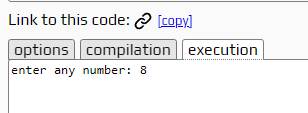 Link to this code: [copy]
options compilation execution
enter any number: 8